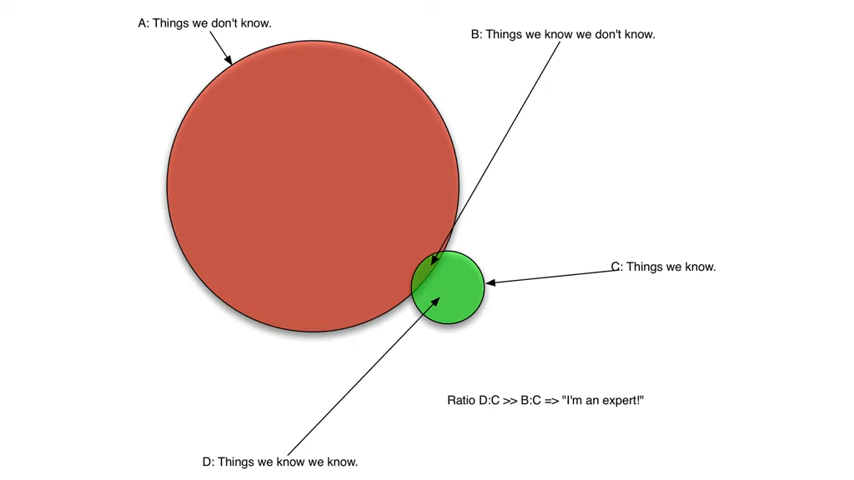 A: Things we don't know.
B: Things we know we don't know.
C: Things we know.
Ratio D:C >> B:C => "I'm an expert!"
D: Things we know we know.